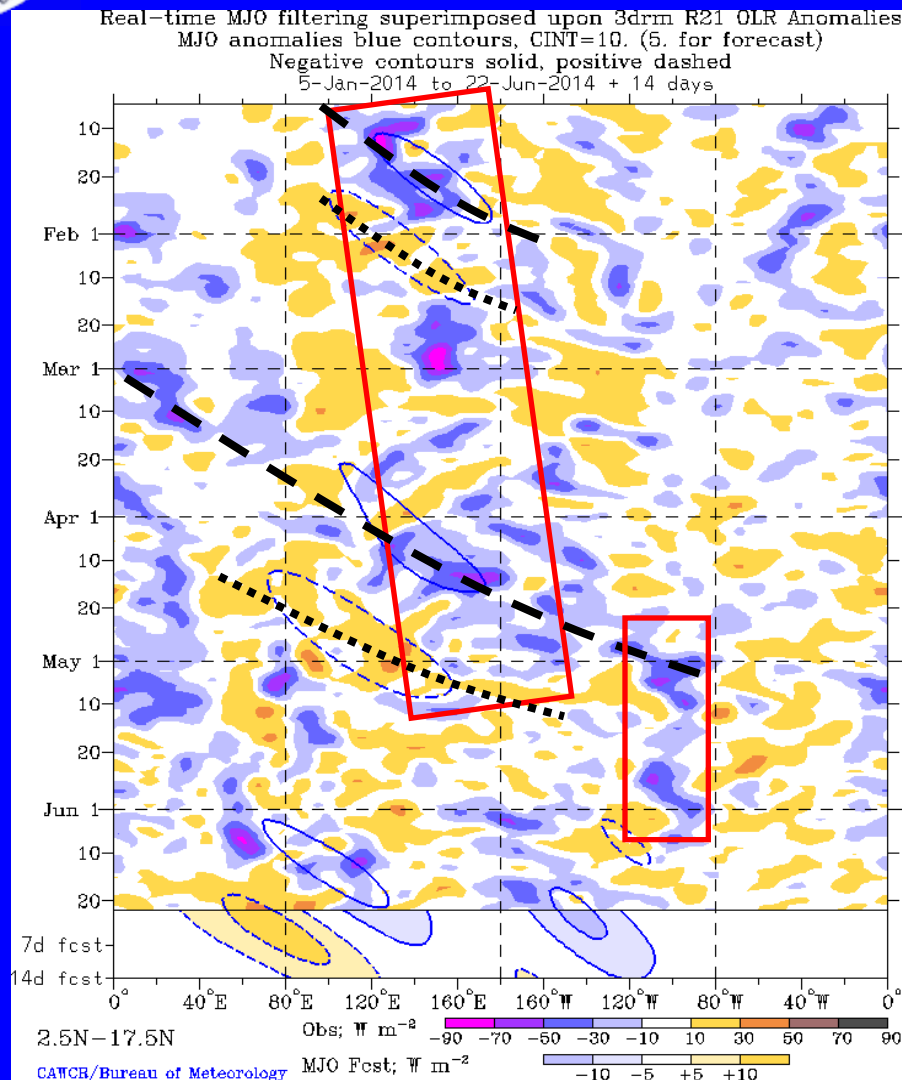 Real-time MJO filtering superimposed upon 3drm R21 OLR Anomalies
MJO anomalies blue contours, CINT=10. (5. for forecast)
Negative contours solid, positive dashed
5-Jan-2014 to 22-Jun-2014 + 14 days
10
20
Feb 1
10
20
Mar 1
10
20
Apr 1
10
20
May 1
10
20
Jun 1
10
20
7d fcst
14d fcst
0° 40°E 80°E 120°E 160°E 160°W 120°W 80°W 40°W 0°
2.5N-17.5N
Obs; W m⁻²
-90 -70 -50 -30 -10 10 30 50 70 90
CAWCR/Bureau of Meteorology
MJO Fcst; W m⁻²
-10 -5 +5 +10